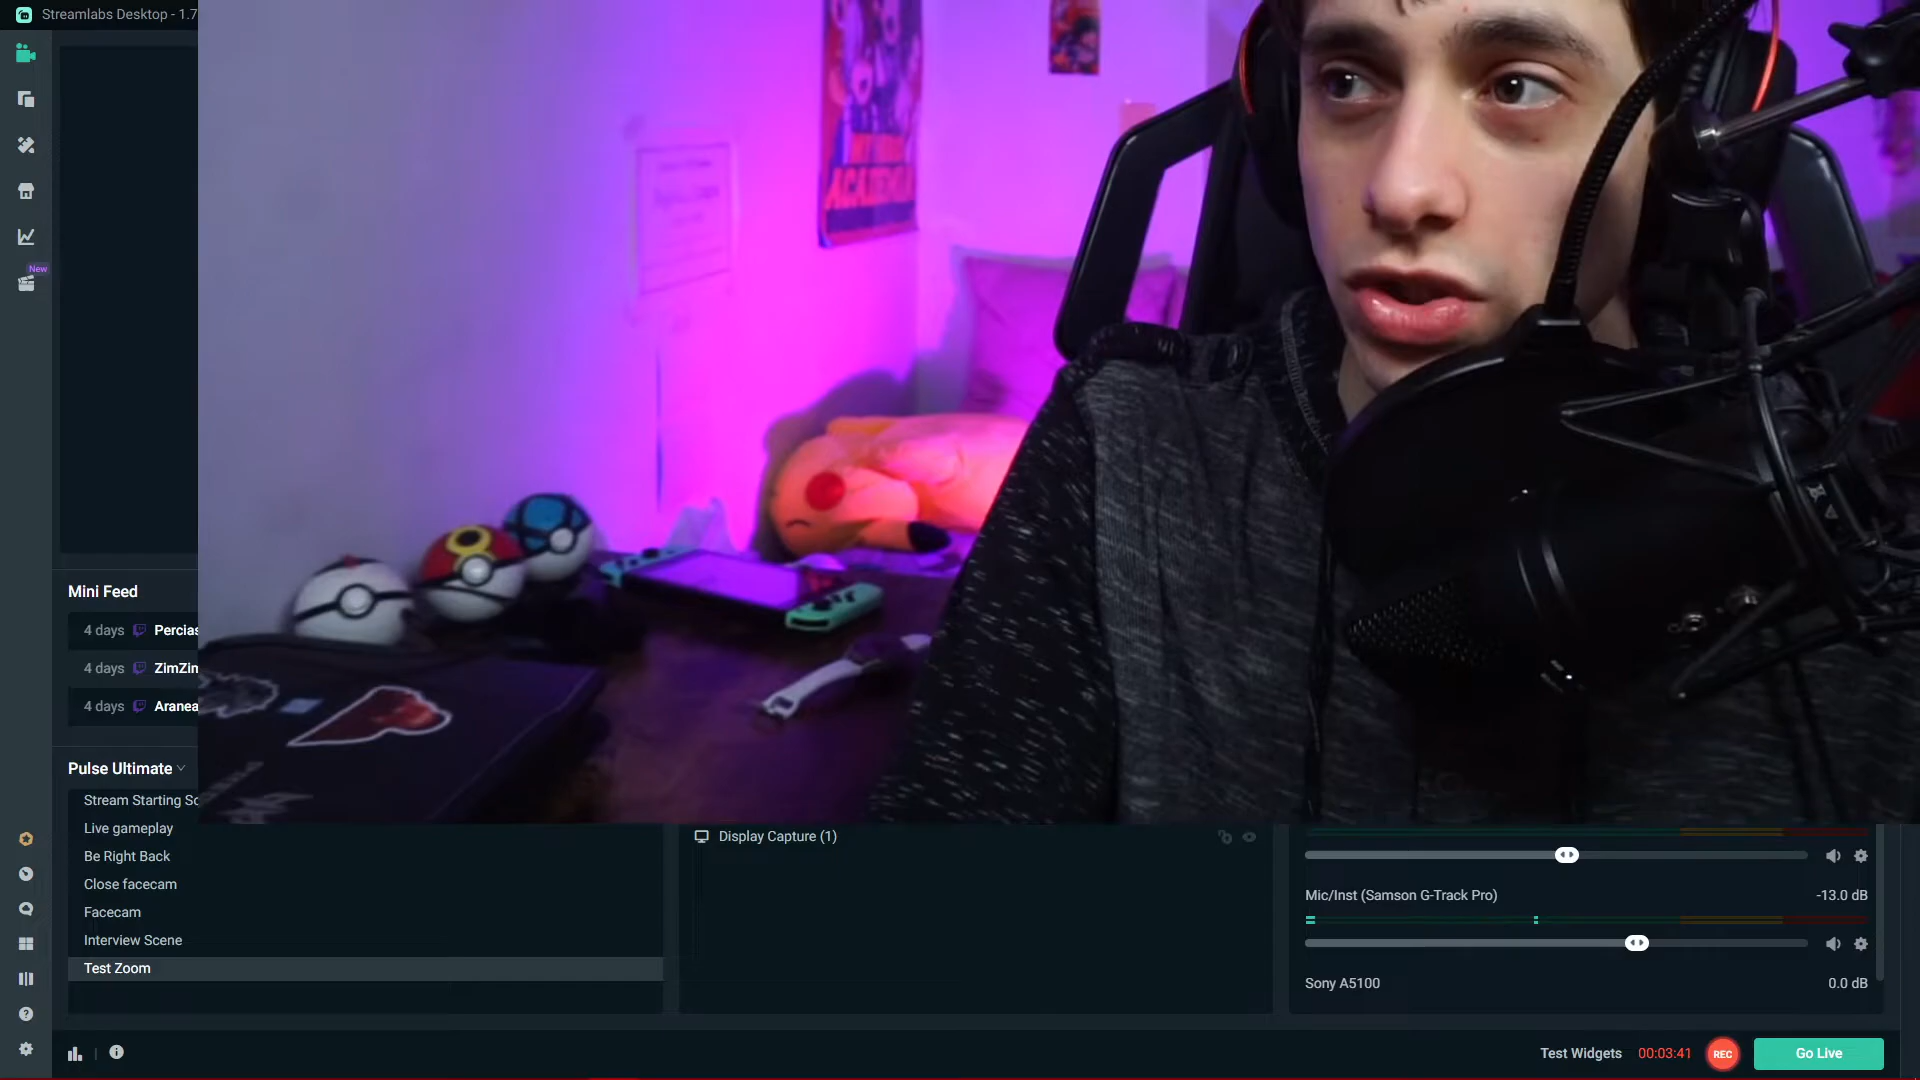 Streamlabs Desktop - 1.7
New
ACADEMIA
Mini Feed
4 days Percias
4 days ZimZim
4 days Aranea
Pulse Ultimate
Stream Starting Sc
Live gameplay
Be Right Back
Close facecam
Facecam
Interview Scene
Test Zoom
Display Capture (1)
Mic/Inst (Samson G-Track Pro) -13.0 dB
Sony A5100 0.0 dB
Test Widgets 00:03:41 REC Go Live